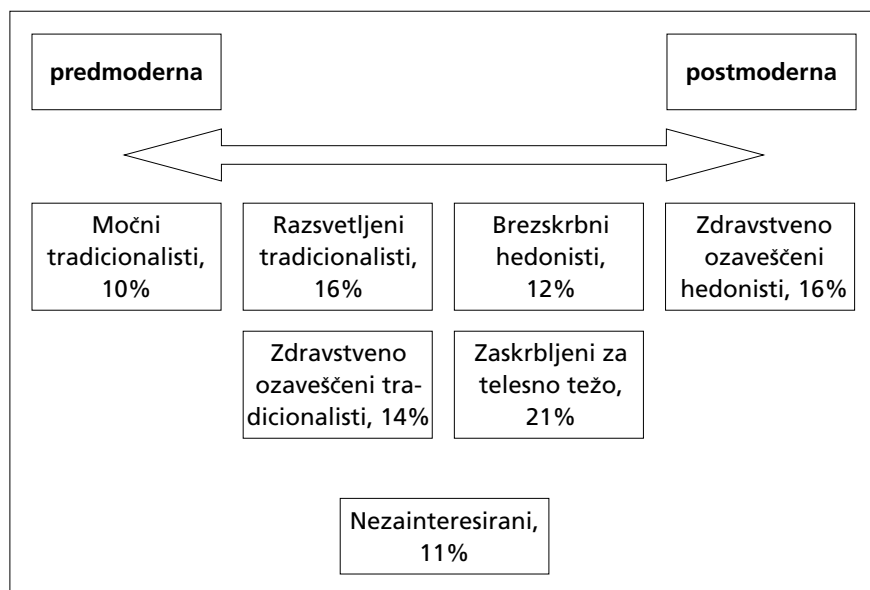 predmoderna
postmoderna
Močni
tradicionalisti,
10%
Razsvetljeni
tradicionalisti,
16%
Brezskrbni
hedonisti,
12%
Zdravstveno
ozaveščeni
hedonisti, 16%
Zdravstveno
ozaveščeni tra-
dicionalisti, 14%
Zaskrbljeni za
telesno težo,
21%
Nezainteresirani,
11%